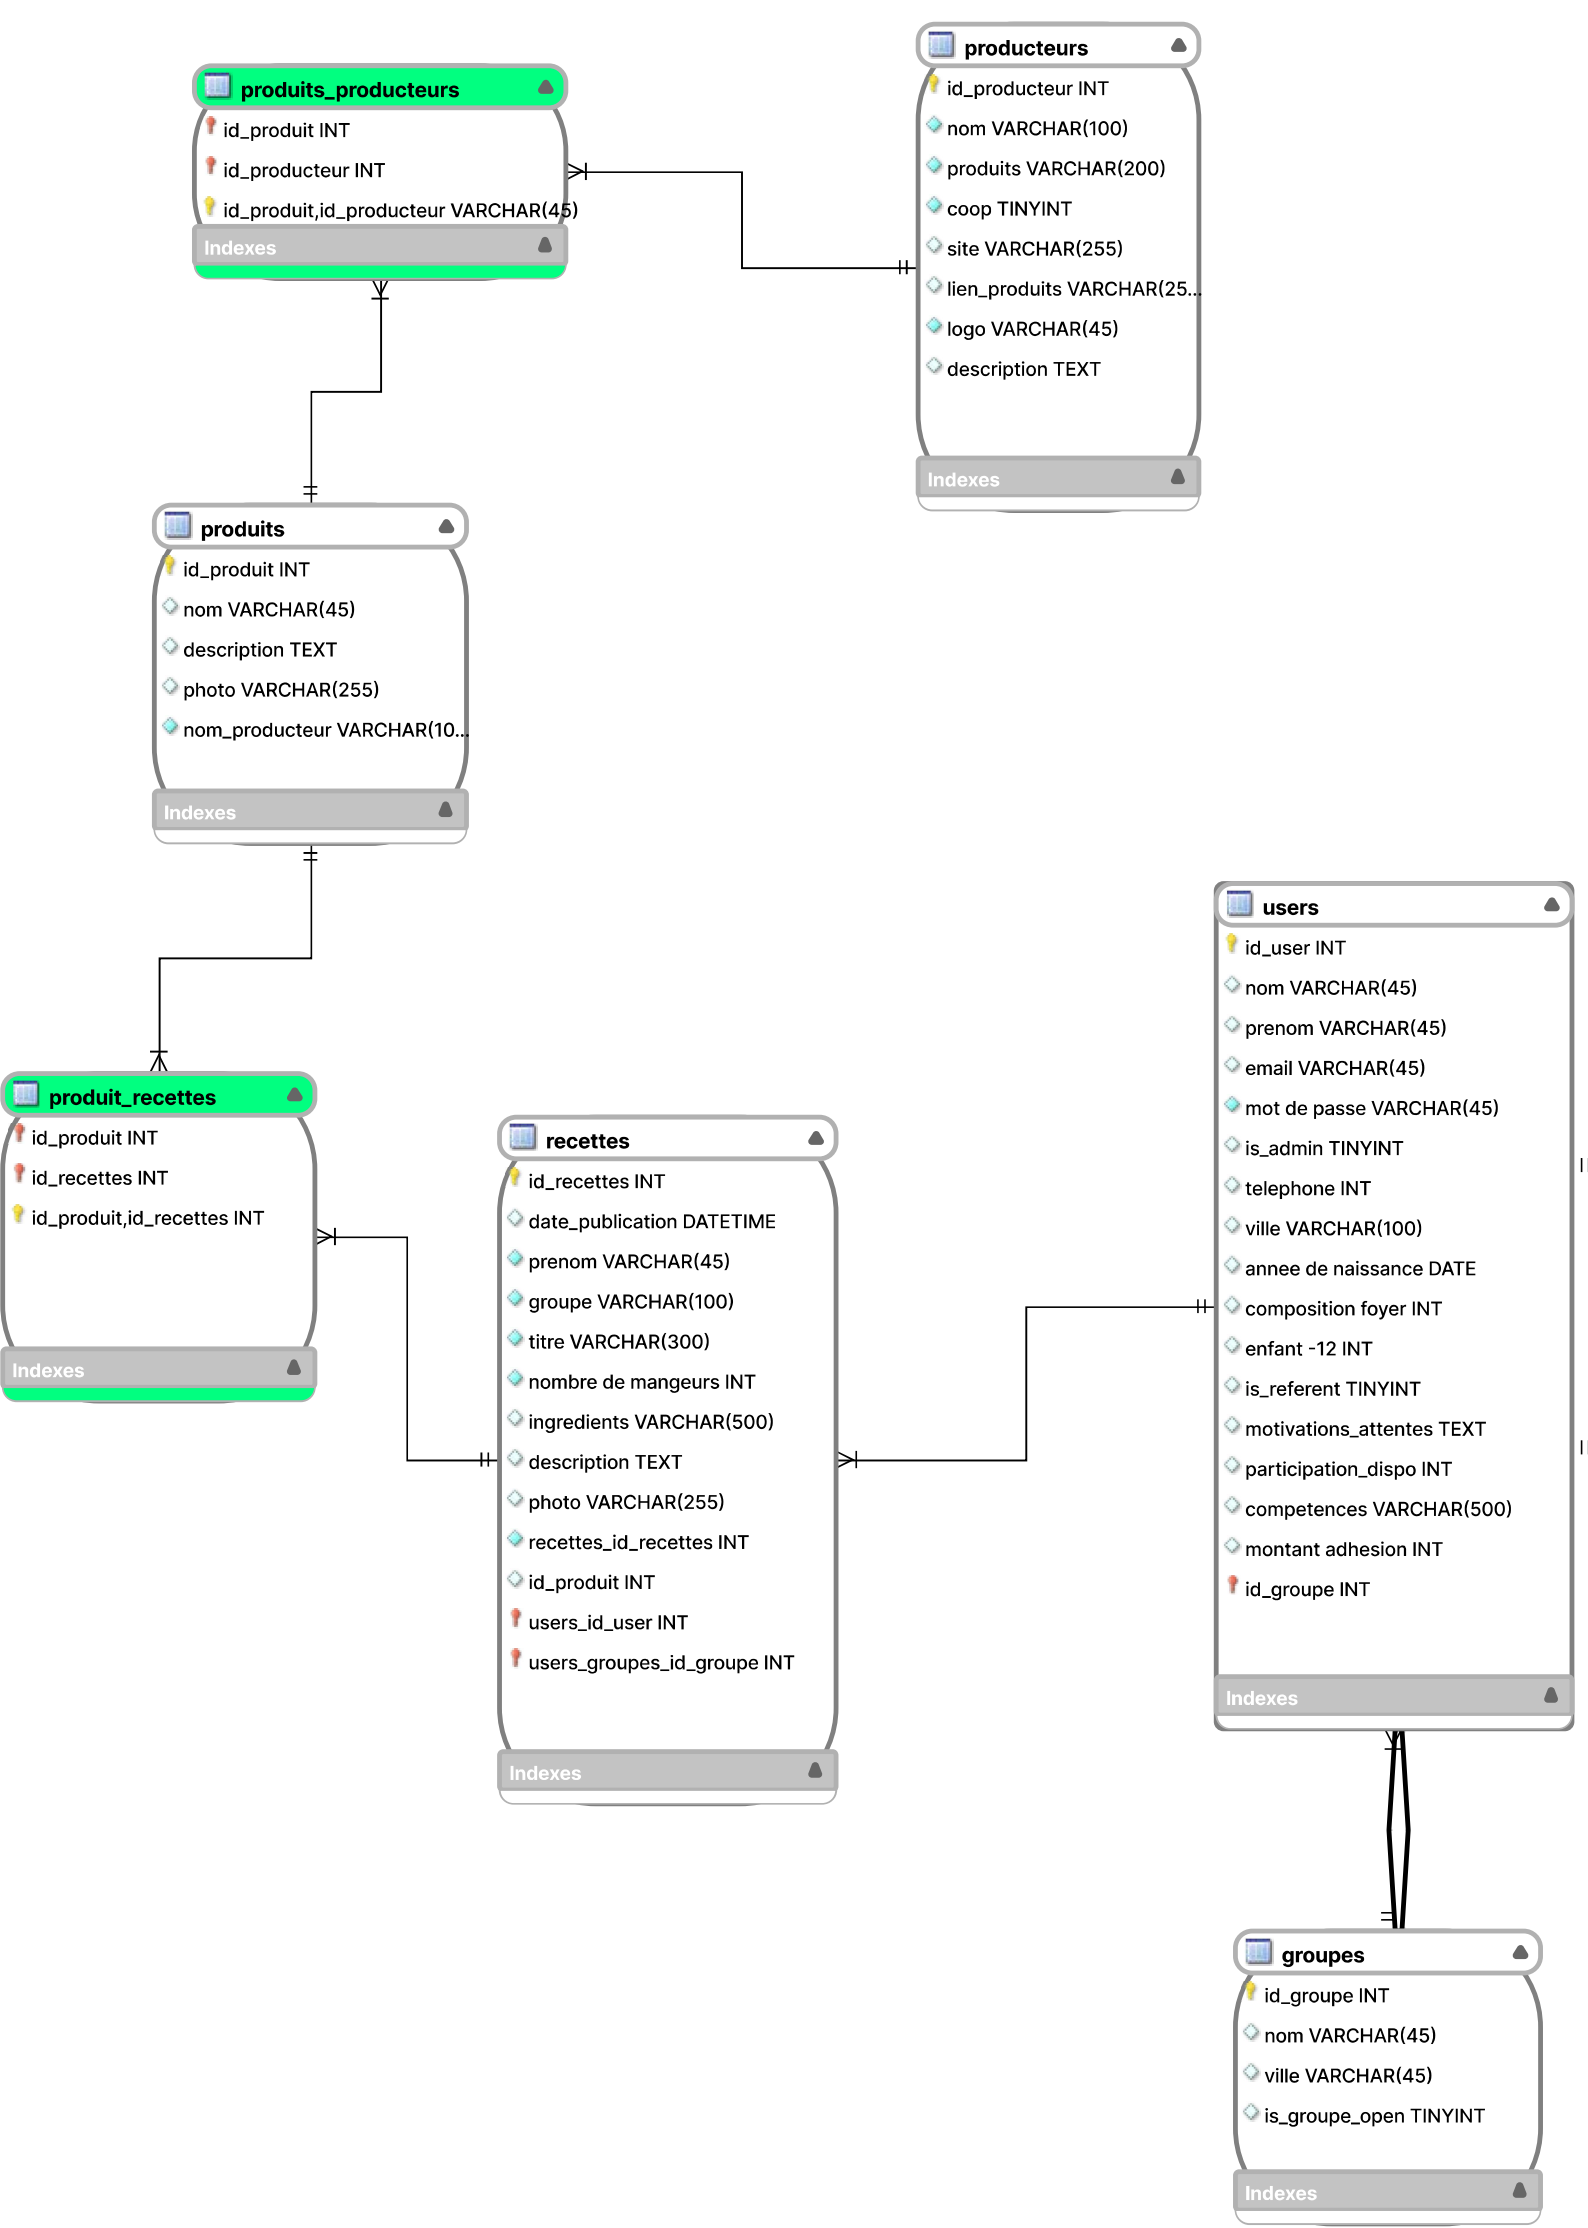 producteurs
id_producteur INT
nom VARCHAR(100)
produits VARCHAR(200)
coop TINYINT
site VARCHAR(255)
lien_produits VARCHAR(25...
logo VARCHAR(45)
description TEXT
Indexes
produits_producteurs
id_produit INT
id_producteur INT
id_produit,id_producteur VARCHAR(45)
Indexes
produits
id_produit INT
nom VARCHAR(45)
description TEXT
photo VARCHAR(255)
nom_producteur VARCHAR(10...
Indexes
produit_recettes
id_produit INT
id_recettes INT
id_produit,id_recettes INT
Indexes
recettes
id_recettes INT
date_publication DATETIME
prenom VARCHAR(45)
groupe VARCHAR(100)
titre VARCHAR(300)
nombre de mangeurs INT
ingredients VARCHAR(500)
description TEXT
photo VARCHAR(255)
recettes_id_recettes INT
id_produit INT
users_id_user INT
users_groupes_id_groupe INT
Indexes
users
id_user INT
nom VARCHAR(45)
prenom VARCHAR(45)
email VARCHAR(45)
mot de passe VARCHAR(45)
is_admin TINYINT
telephone INT
ville VARCHAR(100)
annee de naissance DATE
composition foyer INT
enfant -12 INT
is_referent TINYINT
motivations_attentes TEXT
participation_dispo INT
competences VARCHAR(500)
montant adhesion INT
id_groupe INT
Indexes
groupes
id_groupe INT
nom VARCHAR(45)
ville VARCHAR(45)
is_groupe_open TINYINT
Indexes